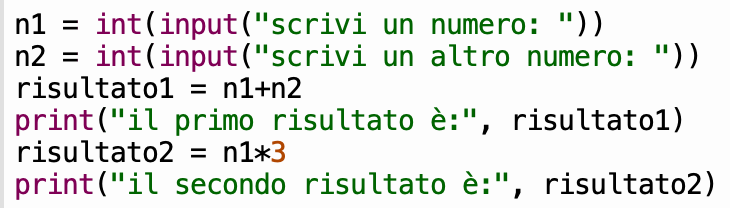 n1 = int(input("scrivi un numero: "))
n2 = int(input("scrivi un altro numero: "))
risultato1 = n1+n2
print("il primo risultato è:", risultato1)
risultato2 = n1*3
print("il secondo risultato è:", risultato2)